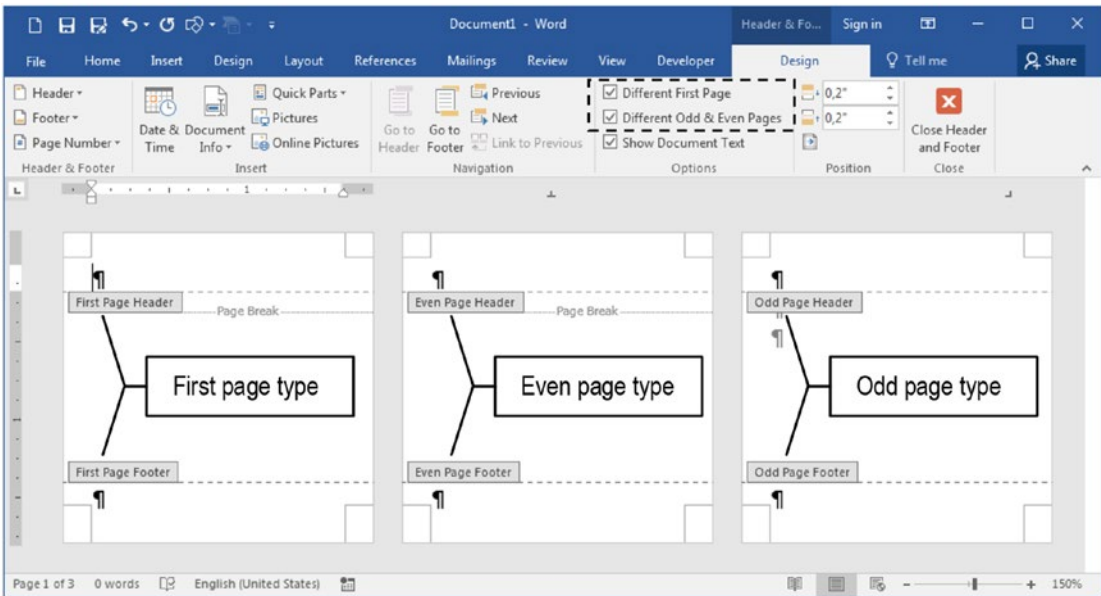 Document1 - Word
Header & Fo...
Sign in
File
Home
Insert
Design
Layout
References
Mailings
Review
View
Developer
Design
Tell me
Share
Header
Footer
Page Number
Header & Footer
Date & Time
Document Info
Quick Parts
Pictures
Online Pictures
Insert
Go to Header
Go to Footer
Previous
Next
Link to Previous
Navigation
Different First Page
Different Odd & Even Pages
Show Document Text
Options
0,2"
0,2"
Position
Close Header and Footer
Close
L
1
¶
First Page Header
Page Break
First page type
First Page Footer
¶
¶
Even Page Header
Page Break
Even page type
Even Page Footer
¶
¶
Odd Page Header
¶
¶
Odd page type
Odd Page Footer
¶
Page 1 of 3
0 words
English (United States)
150%